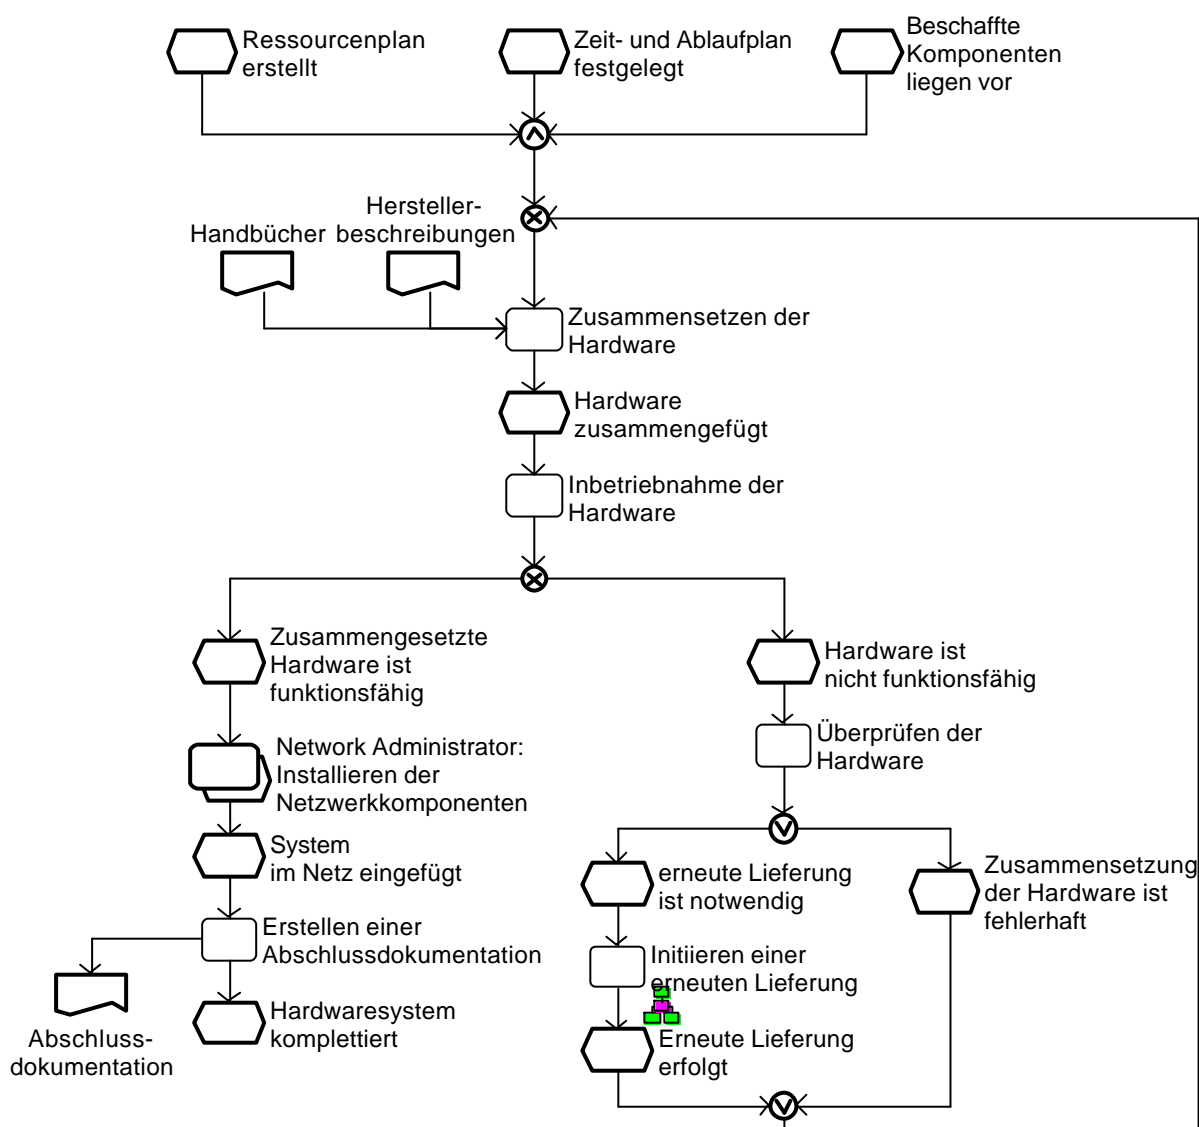 Ressourcenplan
erstellt
Zeit- und Ablaufplan
festgelegt
Beschaffte
Komponenten
liegen vor
Handbücher
Hersteller-
beschreibungen
Zusammensetzen der
Hardware
Hardware
zusammengefügt
Inbetriebnahme der
Hardware
Zusammengesetzte
Hardware ist
funktionsfähig
Hardware ist
nicht funktionsfähig
Network Administrator:
Installieren der
Netzwerkkomponenten
Überprüfen der
Hardware
System
im Netz eingefügt
erneute Lieferung
ist notwendig
Zusammensetzung
der Hardware ist
fehlerhaft
Erstellen einer
Abschlussdokumentation
Initiieren einer
erneuten Lieferung
Abschluss-
dokumentation
Hardwaresystem
komplettiert
Erneute Lieferung
erfolgt